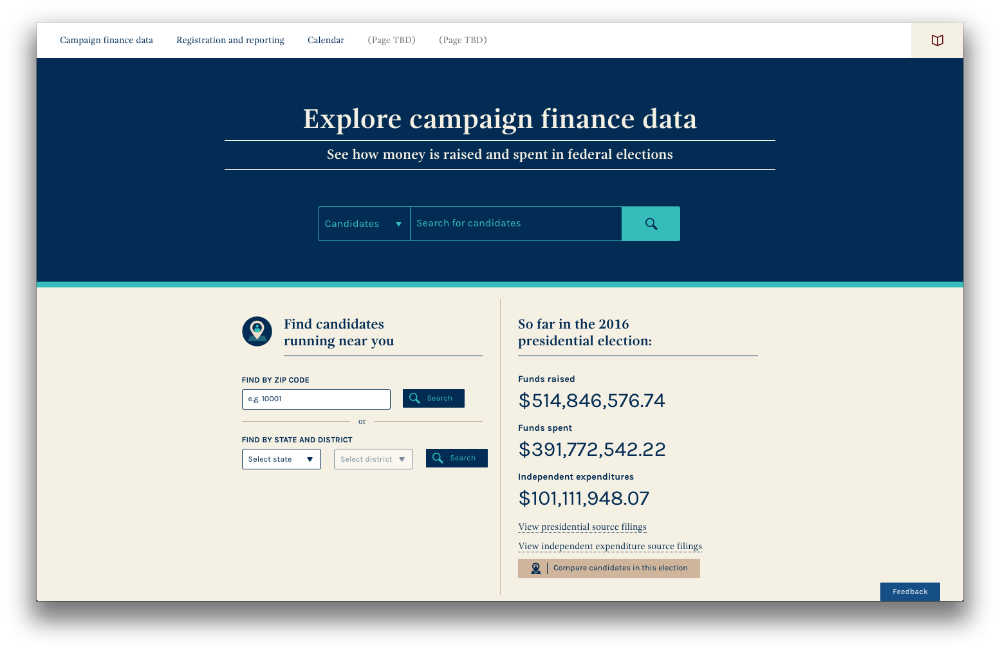 Campaign finance data Registration and reporting Calendar (Page TBD) (Page TBD)
Explore campaign finance data
See how money is raised and spent in federal elections
Candidates Search for candidates
Find candidates
running near you
FIND BY ZIP CODE
e.g. 10001 Search
or
FIND BY STATE AND DISTRICT
Select state Select district Search
So far in the 2016
presidential election:
Funds raised
$514,846,576.74
Funds spent
$391,772,542.22
Independent expenditures
$101,111,948.07
View presidential source filings
View independent expenditure source filings
Compare candidates in this election
Feedback